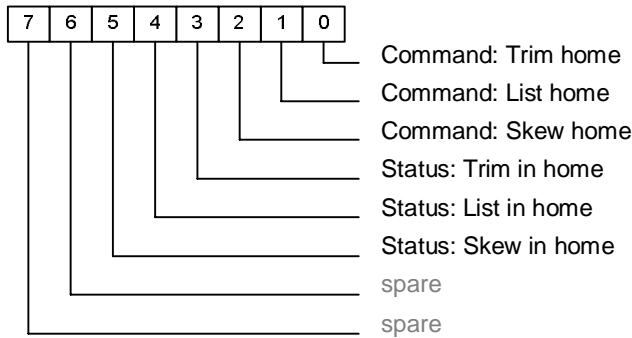 7 6 5 4 3 2 1 0
Command: Trim home
Command: List home
Command: Skew home
Status: Trim in home
Status: List in home
Status: Skew in home
spare
spare